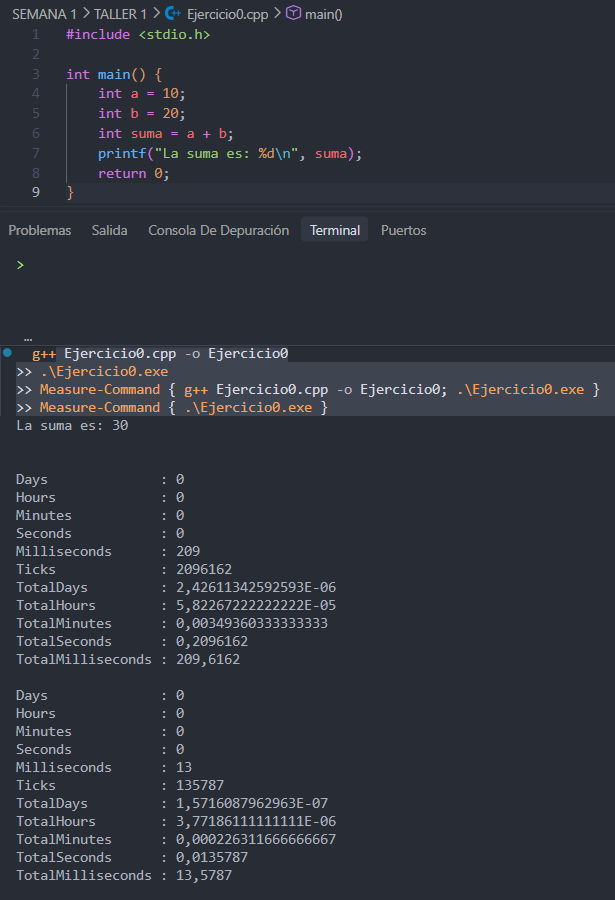 SEMANA 1 > TALLER 1 > Ejercicio0.cpp > main()
1 #include <stdio.h>
2
3 int main() {
4 int a = 10;
5 int b = 20;
6 int suma = a + b;
7 printf("La suma es: %d\n", suma);
8 return 0;
9 }
Problemas Salida Consola De Depuración Terminal Puertos
>
…
g++ Ejercicio0.cpp -o Ejercicio0
>> .\Ejercicio0.exe
>> Measure-Command { g++ Ejercicio0.cpp -o Ejercicio0; .\Ejercicio0.exe }
>> Measure-Command { .\Ejercicio0.exe }
La suma es: 30
Days : 0
Hours : 0
Minutes : 0
Seconds : 0
Milliseconds : 209
Ticks : 2096162
TotalDays : 2,42611342592593E-06
TotalHours : 5,82267222222222E-05
TotalMinutes : 0,00349360333333333
TotalSeconds : 0,2096162
TotalMilliseconds : 209,6162
Days : 0
Hours : 0
Minutes : 0
Seconds : 0
Milliseconds : 13
Ticks : 135787
TotalDays : 1,5716087962963E-07
TotalHours : 3,77186111111111E-06
TotalMinutes : 0,000226311666666667
TotalSeconds : 0,0135787
TotalMilliseconds : 13,5787